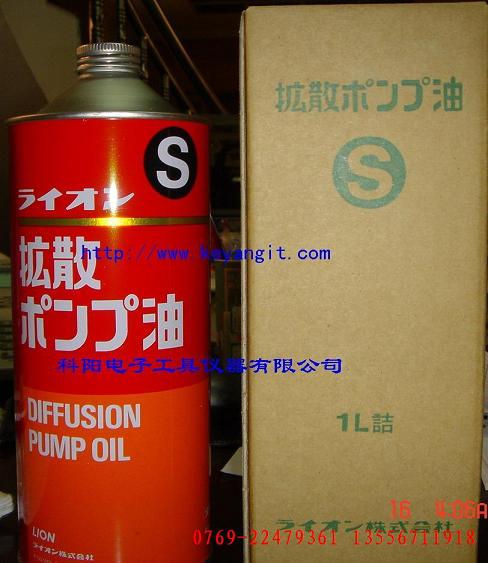 S
ライオン
拡散
ポンプ油
DIFFUSION
PUMP OIL
LION
ライオン株式会社
拡散ポンプ油
S
1L詰
ライオン株式会社
http://www.keyangit.com
科阳电子工具仪器有限公司
16 4:06A
0769-22479361 13556711918